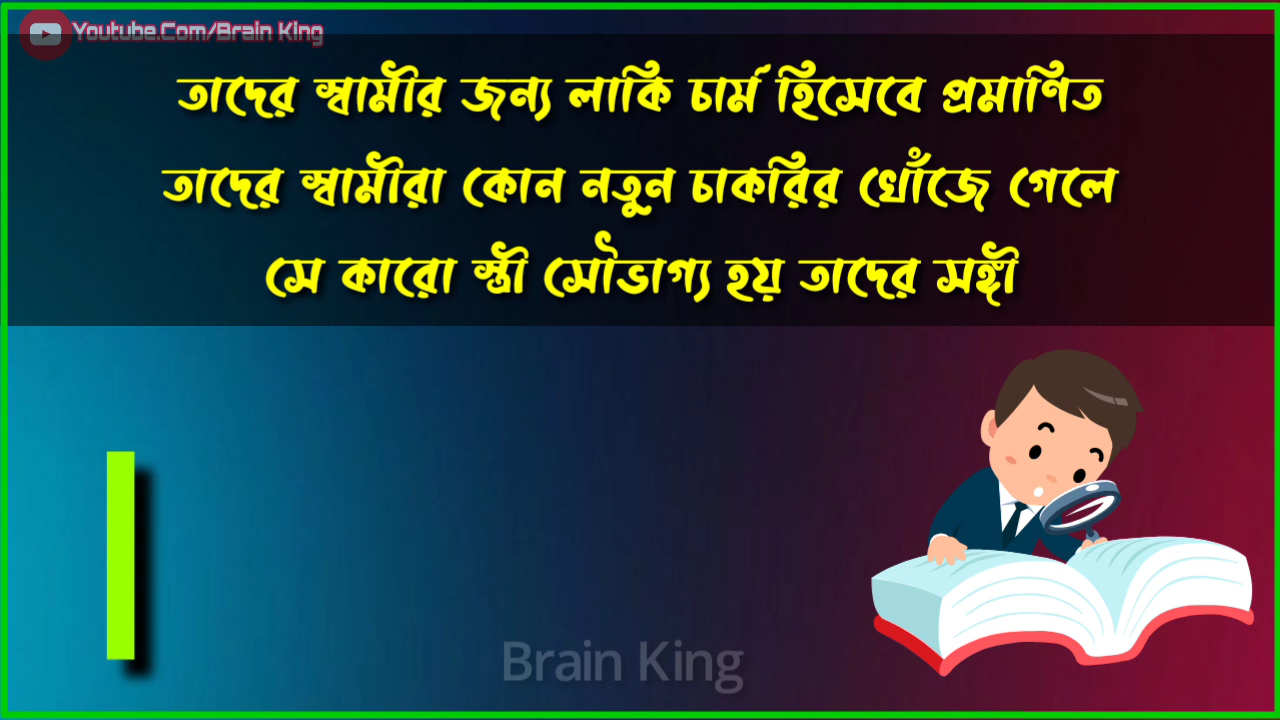 Youtube.Com/Brain King
তাদের স্বামীর জন্য লাকি চার্ম হিসেবে প্রমাণিত
তাদের স্বামীরা কোন নতুন চাকরির খোঁজে গেলে
সে কারো স্ত্রী সৌভাগ্য হয় তাদের সঙ্গী
Brain King